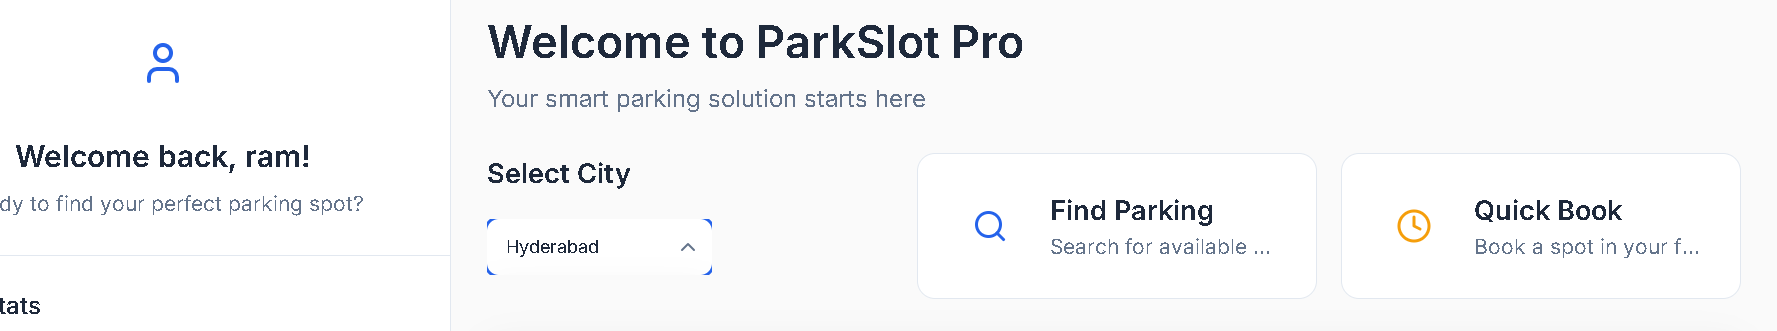 Welcome back, ram!
dy to find your perfect parking spot?
tats
Welcome to ParkSlot Pro
Your smart parking solution starts here
Select City
Hyderabad
Find Parking
Search for available ...
Quick Book
Book a spot in your f...